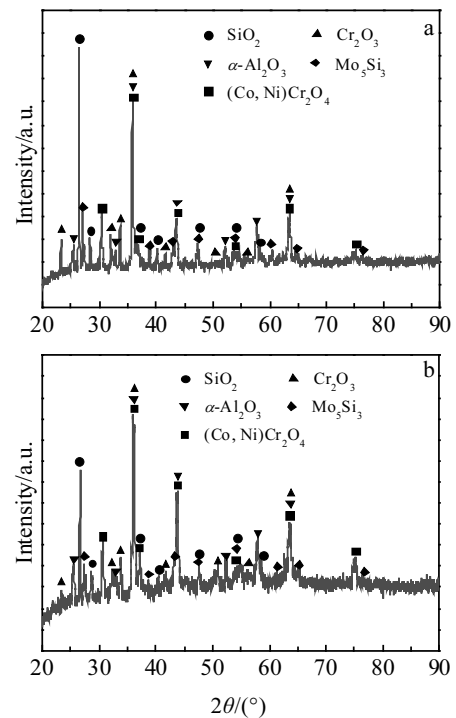 a
SiO₂ Cr₂O₃
α-Al₂O₃ Mo₅Si₃
(Co, Ni)Cr₂O₄
Intensity/a.u.
20 30 40 50 60 70 80 90
b
SiO₂ Cr₂O₃
α-Al₂O₃ Mo₅Si₃
(Co, Ni)Cr₂O₄
Intensity/a.u.
20 30 40 50 60 70 80 90
2θ/(°)